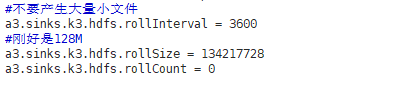 #不要产生大量小文件
a3.sinks.k3.hdfs.rollInterval = 3600
#刚好是128M
a3.sinks.k3.hdfs.rollSize = 134217728
a3.sinks.k3.hdfs.rollCount = 0